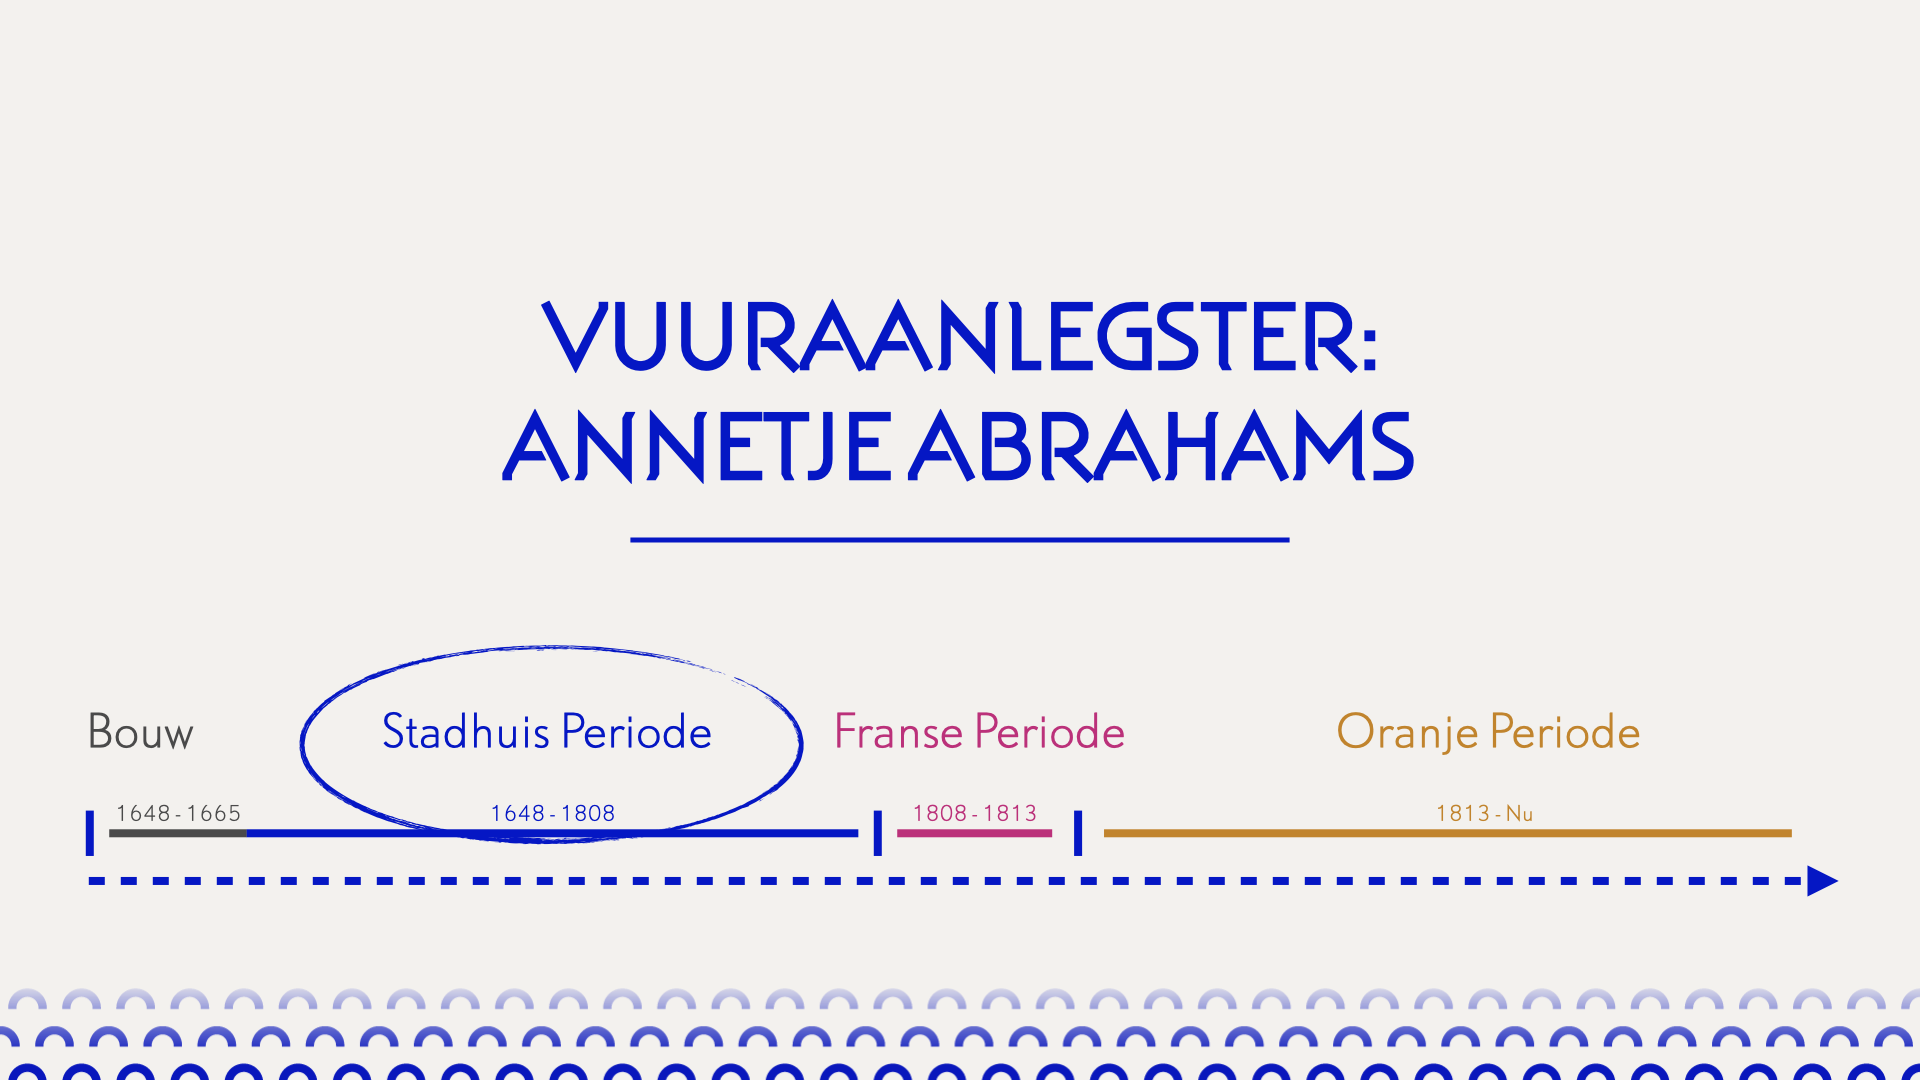 VUURAANLEGSTER:
ANNETJE ABRAHAMS
Bouw
Stadhuis Periode
Franse Periode
Oranje Periode
1648 - 1665
1648 - 1808
1808 - 1813
1813 - Nu